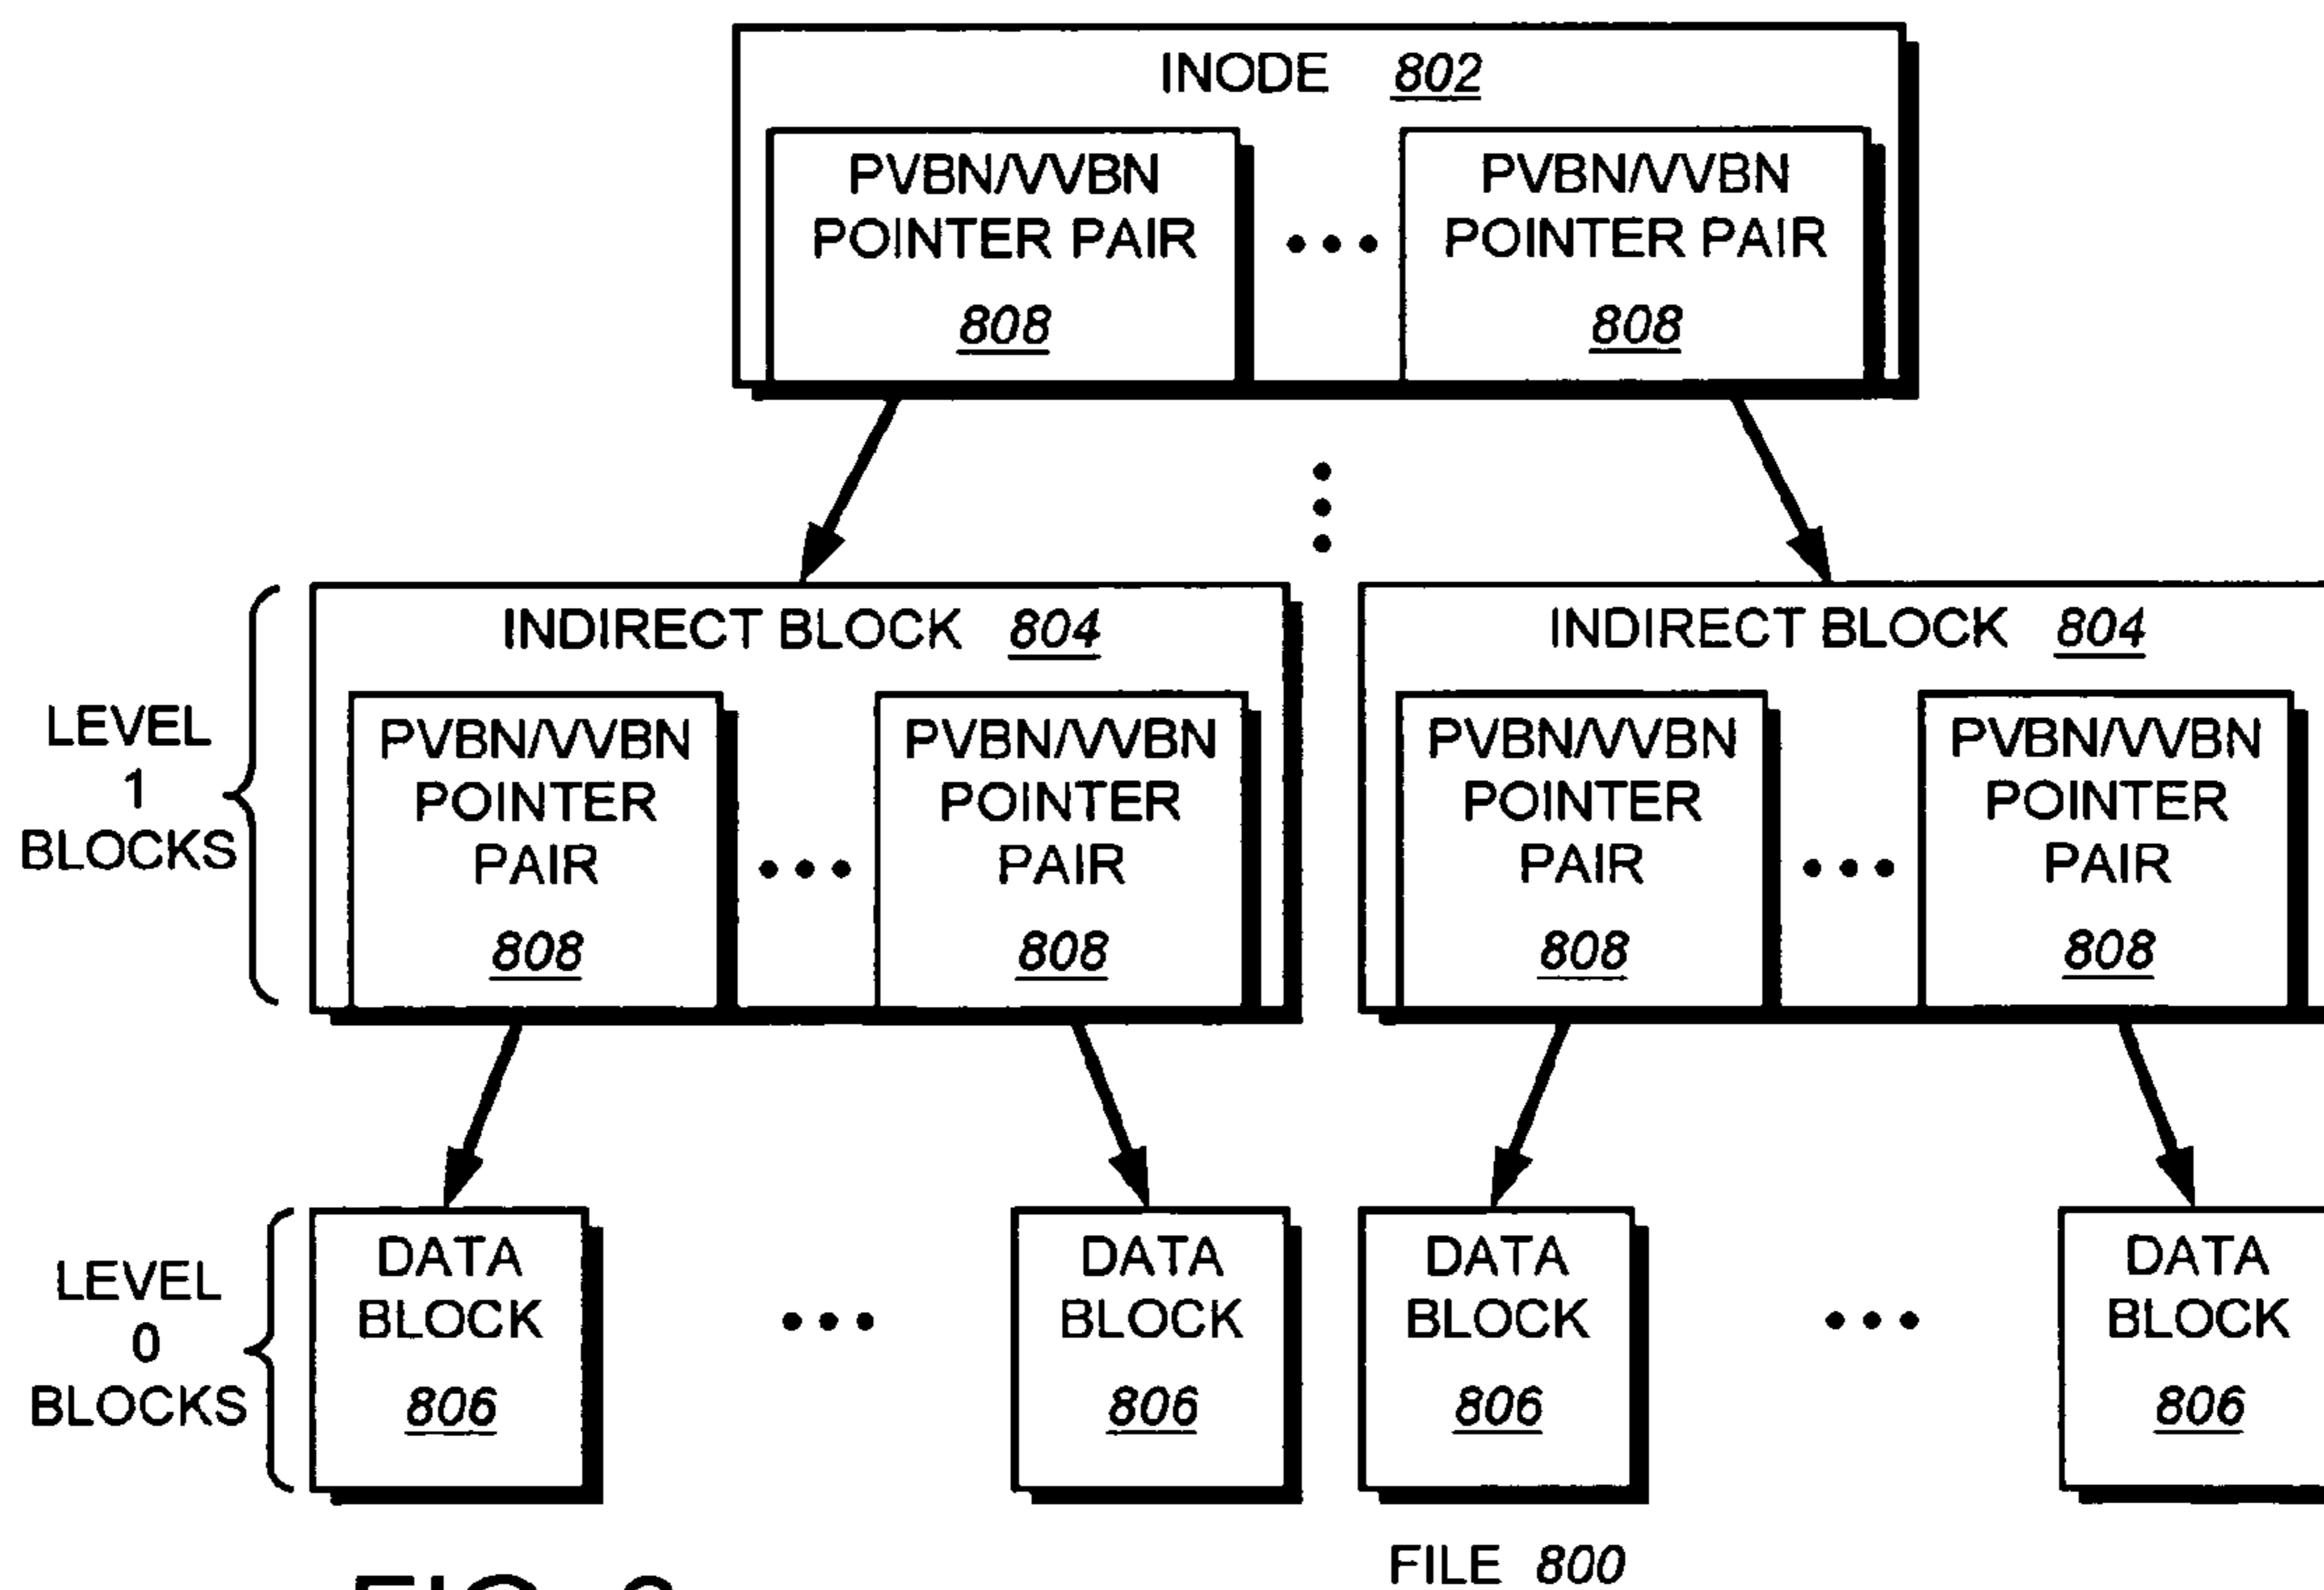 INODE 802
PVBN/VVBN
POINTER PAIR
808
PVBN/VVBN
POINTER PAIR
808
LEVEL
1
BLOCKS
INDIRECT BLOCK 804
PVBN/VVBN
POINTER
PAIR
808
PVBN/VVBN
POINTER
PAIR
808
INDIRECT BLOCK 804
PVBN/VVBN
POINTER
PAIR
808
PVBN/VVBN
POINTER
PAIR
808
LEVEL
0
BLOCKS
DATA
BLOCK
806
DATA
BLOCK
806
DATA
BLOCK
806
DATA
BLOCK
806
FILE 800
FIG.